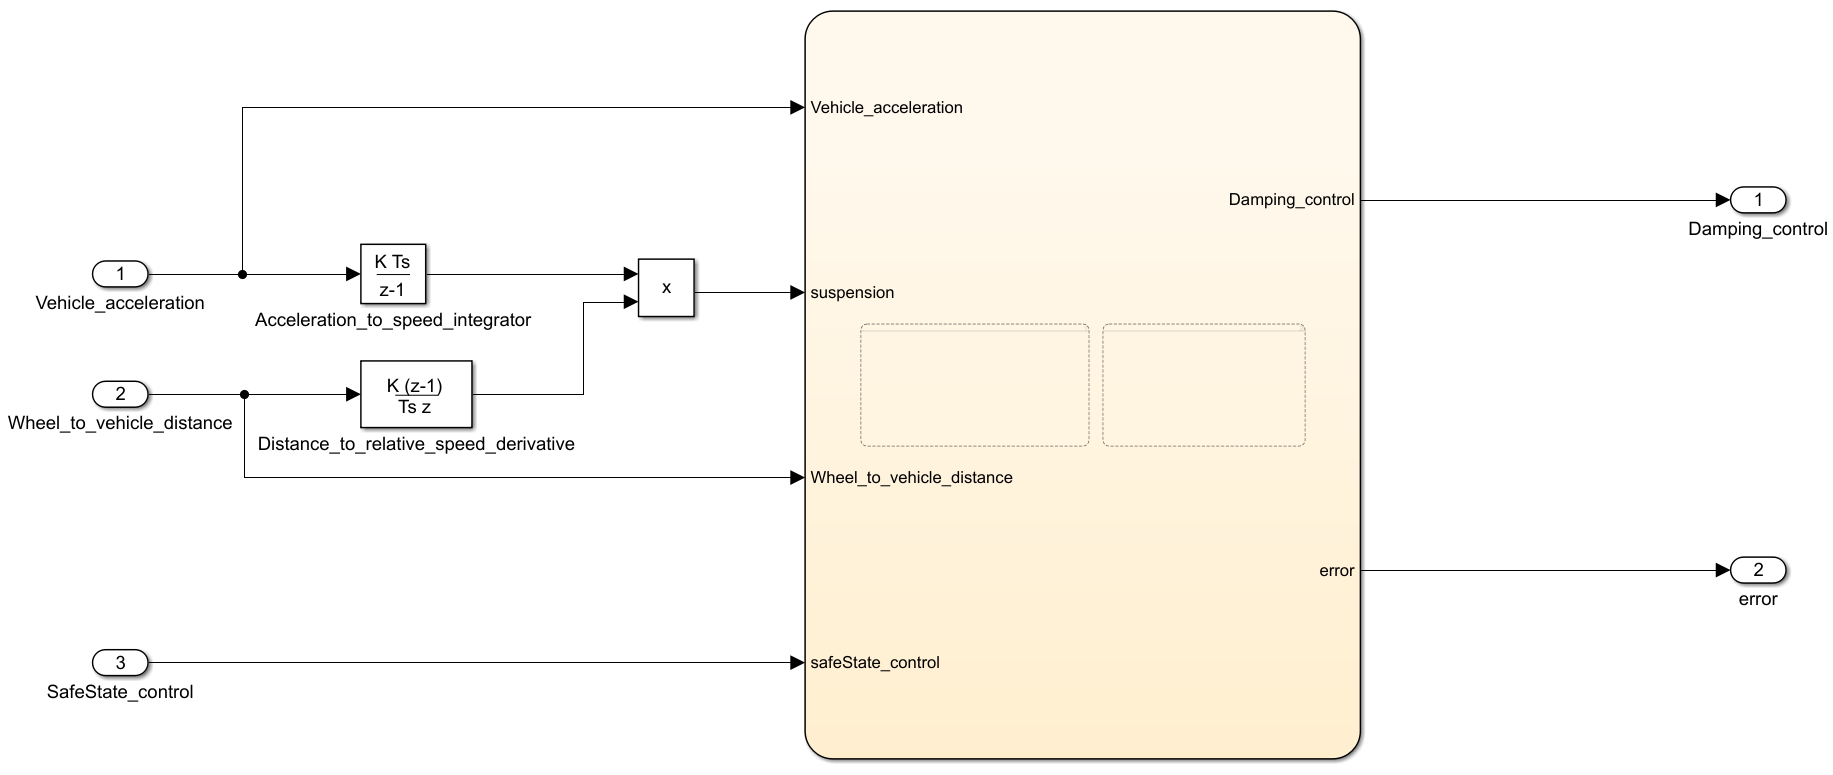 Vehicle_acceleration
Damping_control
1
Damping_control
1
Vehicle_acceleration
K Ts
z-1
Acceleration_to_speed_integrator
x
suspension
2
Wheel_to_vehicle_distance
K (z-1)
Ts z
Distance_to_relative_speed_derivative
Wheel_to_vehicle_distance
error
2
error
3
SafeState_control
safeState_control